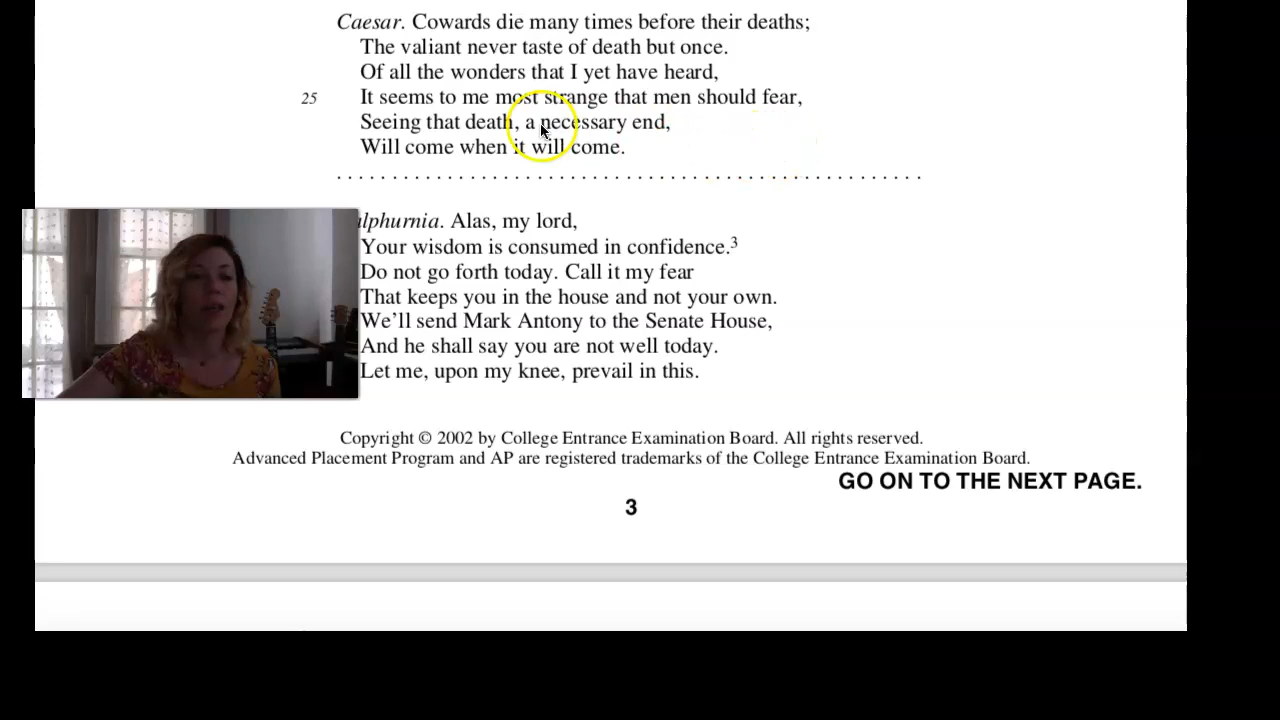 Caesar. Cowards die many times before their deaths;
The valiant never taste of death but once.
Of all the wonders that I yet have heard,
25 It seems to me most strange that men should fear,
Seeing that death, a necessary end,
Will come when it will come.
. . . . . . . . . . . . . . . . . . . . . . . . . . . . . . . . . . . . . . . . . . . . . . . . . . . . .
alphurnia. Alas, my lord,
Your wisdom is consumed in confidence.3
Do not go forth today. Call it my fear
That keeps you in the house and not your own.
We'll send Mark Antony to the Senate House,
And he shall say you are not well today.
Let me, upon my knee, prevail in this.
Copyright © 2002 by College Entrance Examination Board. All rights reserved.
Advanced Placement Program and AP are registered trademarks of the College Entrance Examination Board.
GO ON TO THE NEXT PAGE.
3